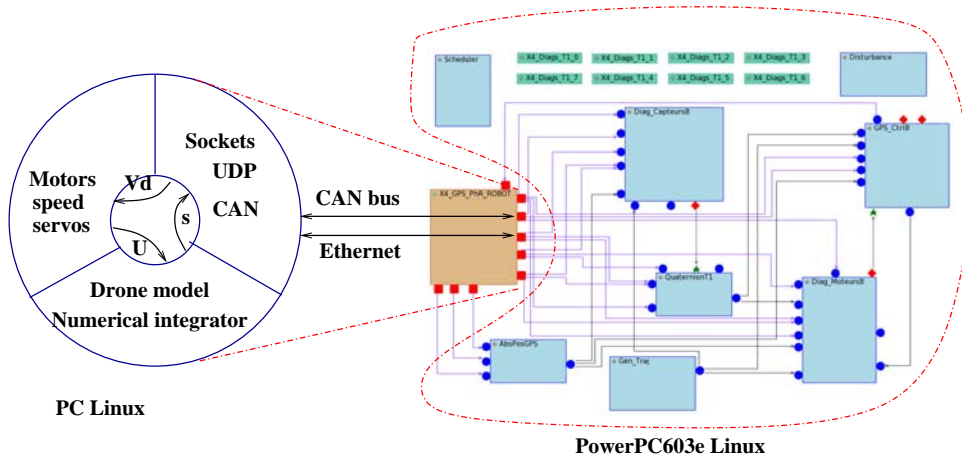 Sockets
UDP
CAN
Motors
speed
servos
Vd
s
U
Drone model
Numerical integrator
PC Linux
CAN bus
Ethernet
Scheduler
X4_Diags_T1_0
X4_Diags_T1_1
X4_Diags_T1_2
X4_Diags_T1_3
X4_Diags_T1_7
X4_Diags_T1_4
X4_Diags_T1_5
X4_Diags_T1_6
Disturbance
Diag_CapteursB
GPS_CtrlB
X4_GPS_PhR_ROBOT
QuaternionT1
Diag_MoteursB
AbsPosGPS
Gen_Traj
PowerPC603e Linux